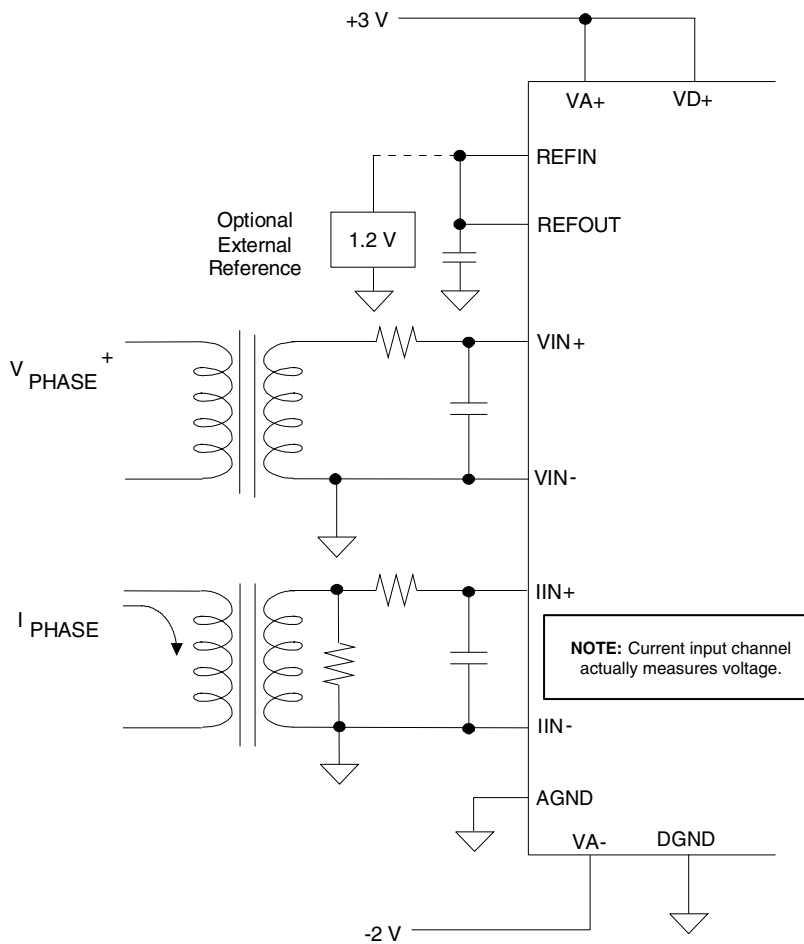 +3 V
VA+
VD+
REFIN
Optional
External
Reference
1.2 V
REFOUT
V PHASE +
VIN+
VIN-
I PHASE
IIN+
NOTE: Current input channel
actually measures voltage.
IIN-
AGND
VA-
DGND
-2 V